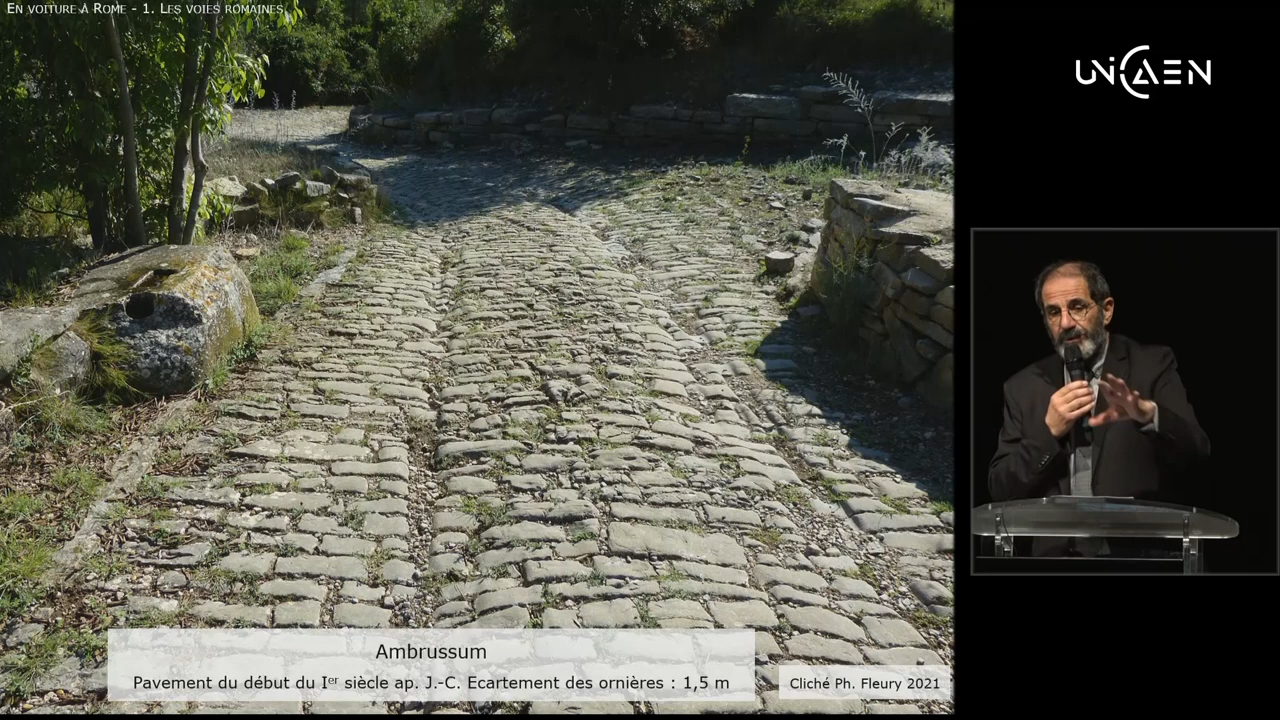 En voiture à Rome - 1. Les voies romaines
UNICAEN
Ambrussum
Pavement du début du Ier siècle ap. J.-C. Ecartement des ornières : 1,5 m
Cliché Ph. Fleury 2021